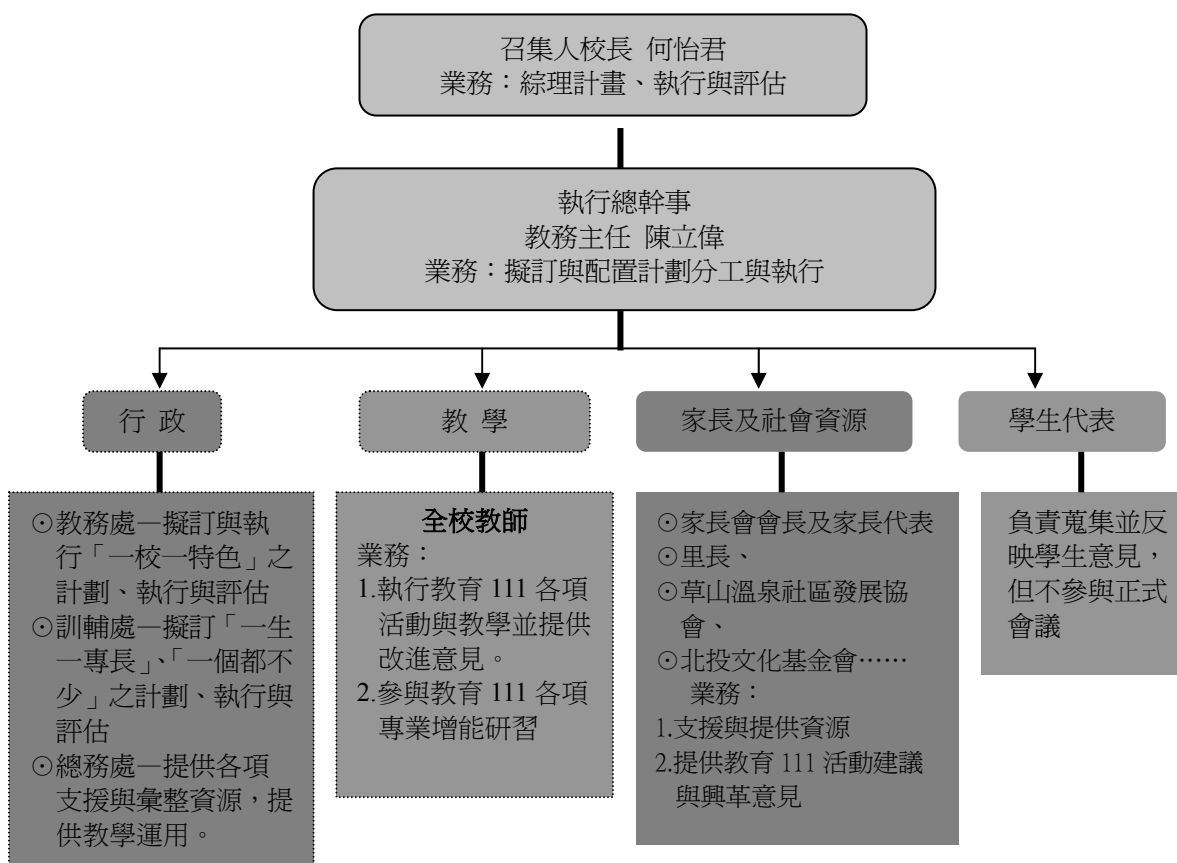 召集人校長 何怡君
業務：綜理計畫、執行與評估
執行總幹事
教務主任 陳立偉
業務：擬訂與配置計劃分工與執行
行 政
教 學
家長及社會資源
學生代表
⊙教務處—擬訂與執
行「一校一特色」之
計劃、執行與評估
⊙訓輔處—擬訂「一生
一專長」、「一個都不
少」之計劃、執行與
評估
⊙總務處—提供各項
支援與彙整資源，提
供教學運用。
全校教師
業務：
1.執行教育 111 各項
活動與教學並提供
改進意見。
2.參與教育 111 各項
專業增能研習
⊙家長會會長及家長代表
⊙里長、
⊙草山溫泉社區發展協
會、
⊙北投文化基金會……
業務：
1.支援與提供資源
2.提供教育 111 活動建議
與興革意見
負責蒐集並反
映學生意見，
但不參與正式
會議